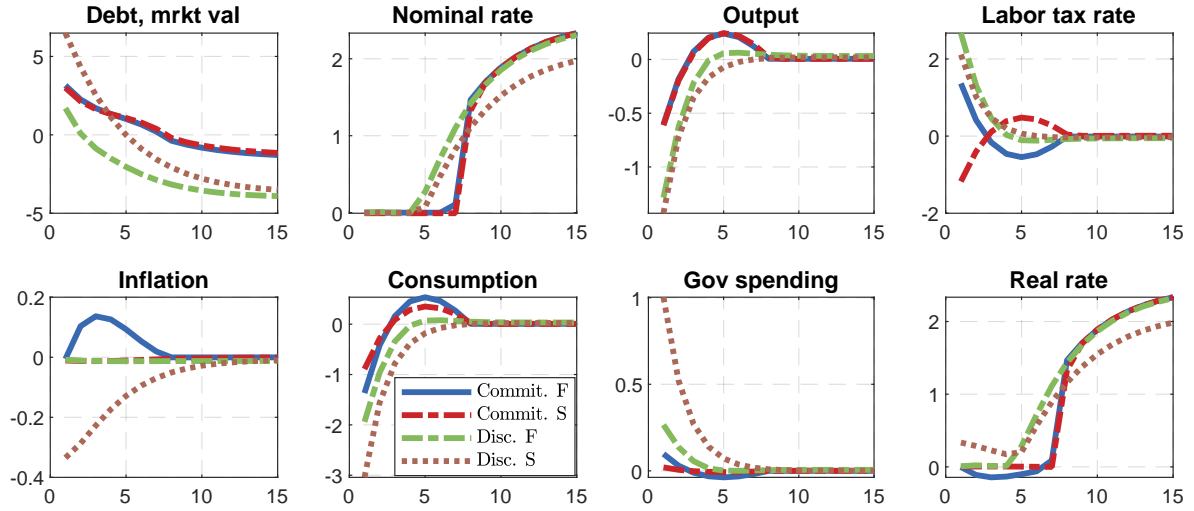 Debt, mrkt val
5
0
-5
0 5 10 15
Nominal rate
2
1
0
0 5 10 15
Output
0
-0.5
-1
0 5 10 15
Labor tax rate
2
0
-2
0 5 10 15
Inflation
0.2
0
-0.2
-0.4
0 5 10 15
Consumption
0
-1
-2
-3
Commit. F
Commit. S
Disc. F
Disc. S
0 5 10 15
Gov spending
1
0.5
0
0 5 10 15
Real rate
2
1
0
0 5 10 15